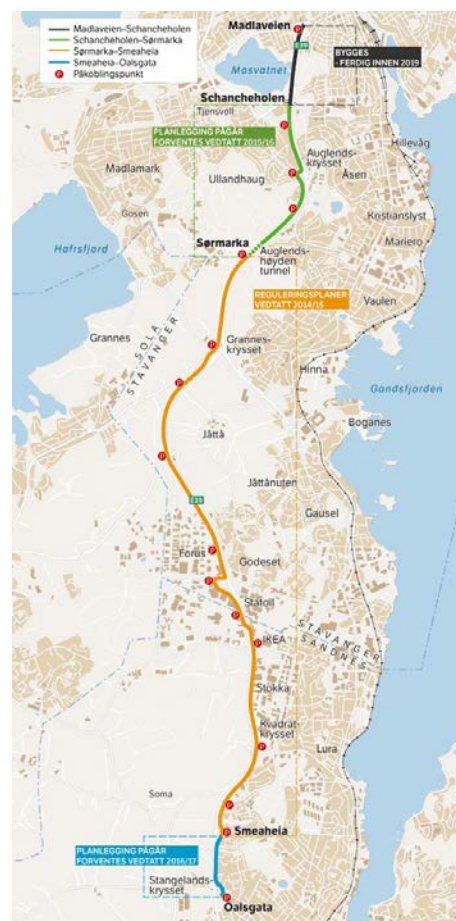 Madlaveien–Schancheholen
Schancheholen–Sørmarka
Sørmarka–Smeaheia
Smeaheia–Oalsgata
P Påkoblingspunkt
Madlaveien
P
E39
BYGGES
- FERDIG INNEN 2019
Mosvatnet
Schancheholen
Tjensvoll
P
PLANLEGGING PÅGÅR
FORVENTES VEDTATT 2015/16
Auglends-
krysset
Hillevåg
Madlamark
Ullandhaug
P
Åsen
Gosen
P
Kristianslyst
Sørmarka
P
Mariero
Hafrsfjord
Auglends-
høyden
tunnel
REGULERINGSPLANER
VEDTATT 2014/15
Vaulen
SOLA
STAVANGER
Grannes
P
Grannes-
krysset
Hinna
P
Gandsfjorden
Boganes
Jåttå
P
Jåttånuten
E39
Gausel
Forus
P
Godeset
P
Statoil
P
STAVANGER
SANDNES
P
IKEA
Stokka
Kvadrat-
krysset
P
Lura
Soma
P
P
Smeaheia
PLANLEGGING PÅGÅR
FORVENTES VEDTATT 2016/17
Stangelands-
krysset
P
Oalsgata